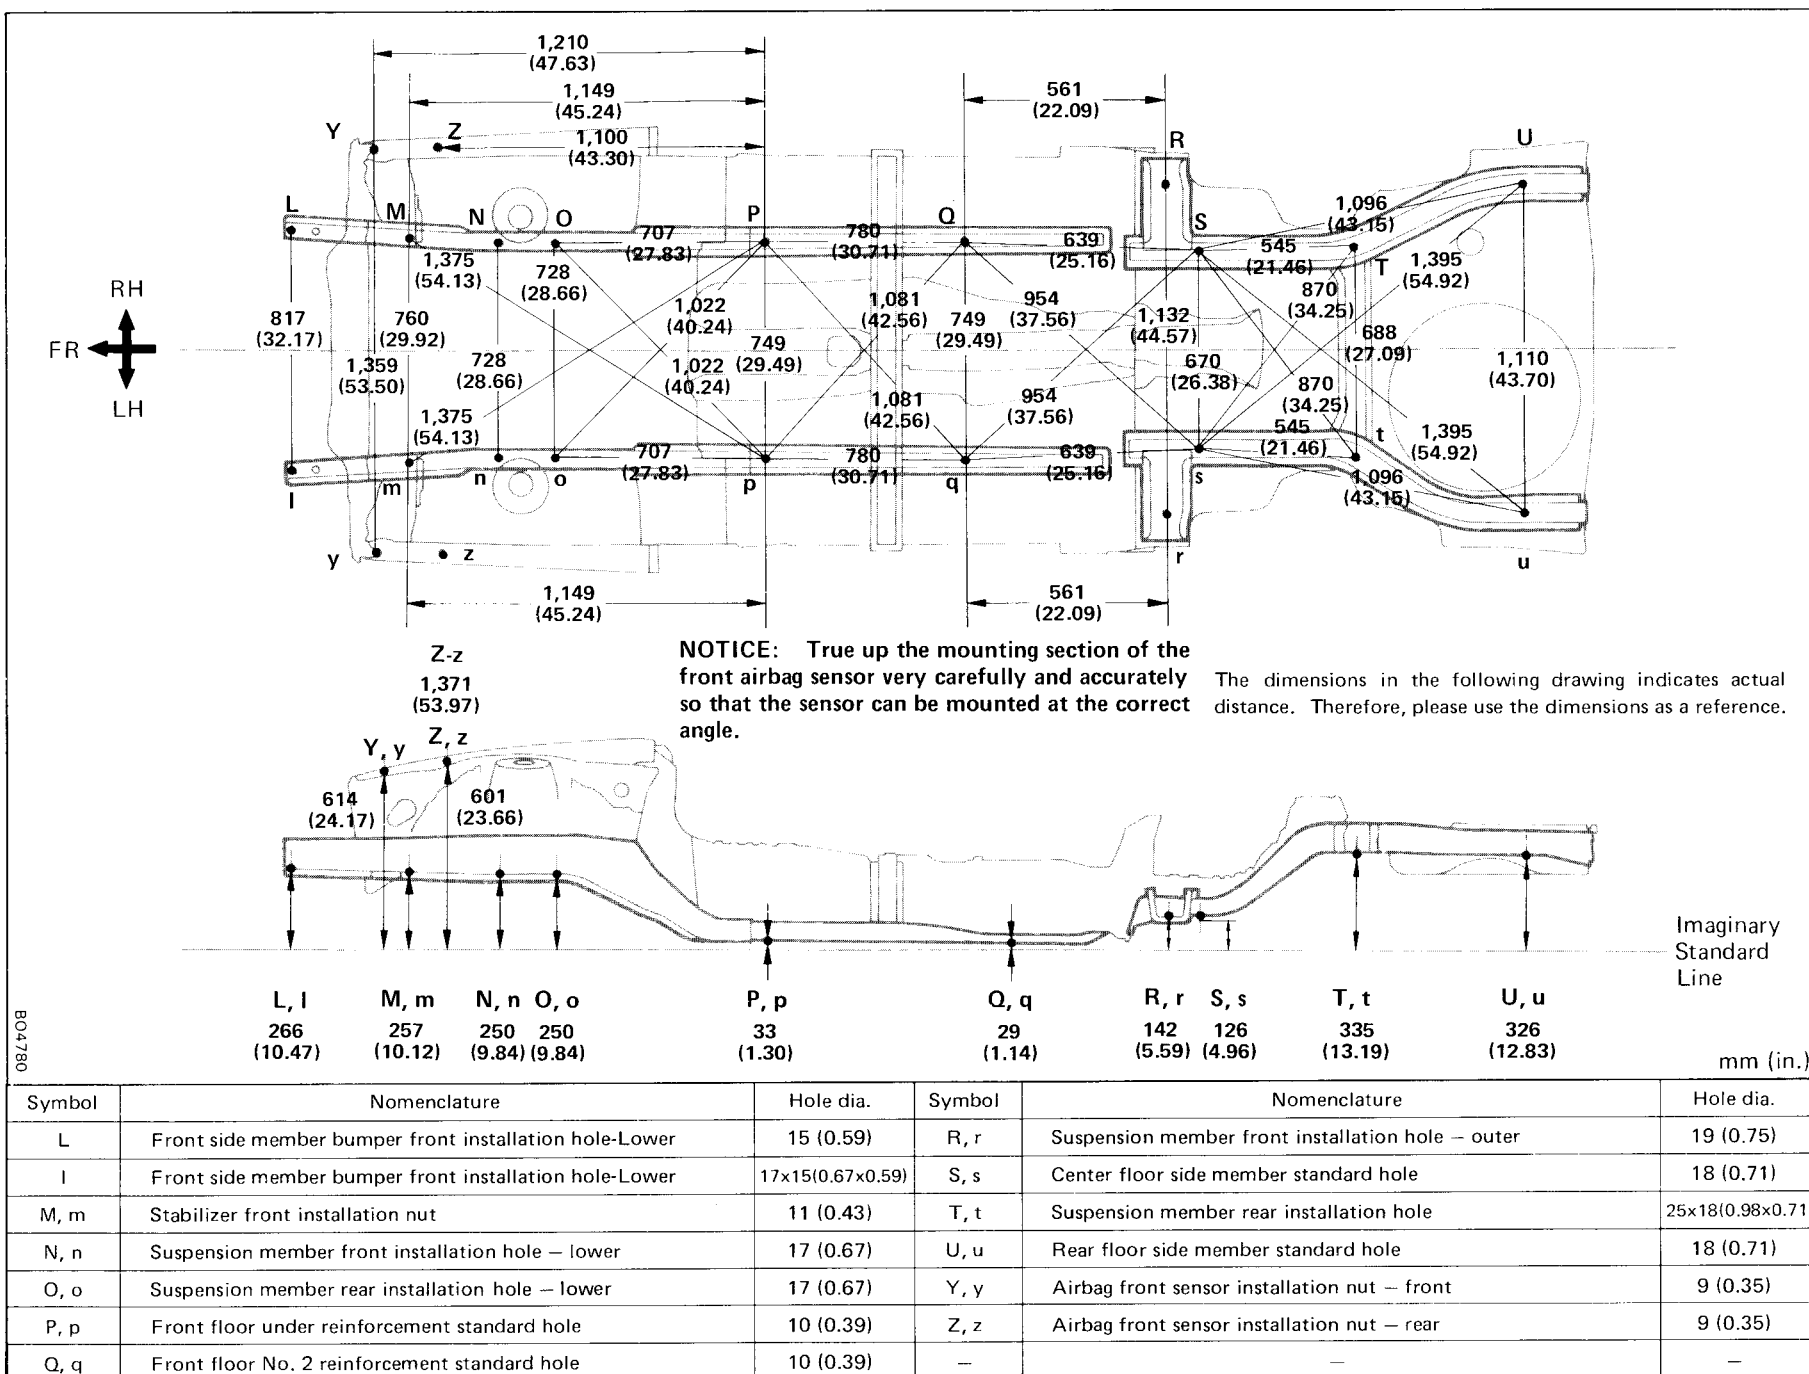 1,210
(47.63)
1,149
(45.24)
561
(22.09)
Y
Z
1,100
(43.30)
R
U
L
M
N
O
P
Q
S
1,096
(43.15)
707
(27.83)
780
(30.71)
639
(25.16)
545
(21.46)
T
1,395
(54.92)
1,375
(54.13)
728
(28.66)
RH
FR
LH
1,022
(40.24)
1,081
(42.56)
954
(37.56)
870
(34.25)
817
(32.17)
760
(29.92)
749
(29.49)
749
(29.49)
1,132
(44.57)
688
(27.09)
1,359
(53.50)
728
(28.66)
1,022
(40.24)
670
(26.38)
1,110
(43.70)
1,375
(54.13)
1,081
(42.56)
954
(37.56)
870
(34.25)
707
(27.83)
780
(30.71)
639
(25.16)
545
(21.46)
t
1,395
(54.92)
l
m
n
o
p
q
s
1,096
(43.15)
y
z
r
u
1,149
(45.24)
561
(22.09)
NOTICE: True up the mounting section of the
front airbag sensor very carefully and accurately
so that the sensor can be mounted at the correct
angle.
The dimensions in the following drawing indicates actual
distance. Therefore, please use the dimensions as a reference.
Z-z
1,371
(53.97)
Y, y
Z, z
614
(24.17)
601
(23.66)
Imaginary
Standard
Line
L, l M, m N, n O, o P, p Q, q R, r S, s T, t U, u
266 257 250 250 33 29 142 126 335 326
(10.47) (10.12) (9.84) (9.84) (1.30) (1.14) (5.59) (4.96) (13.19) (12.83)
B04780
mm (in.)
Symbol Nomenclature Hole dia. Symbol Nomenclature Hole dia.
L Front side member bumper front installation hole-Lower 15 (0.59) R, r Suspension member front installation hole – outer 19 (0.75)
l Front side member bumper front installation hole-Lower 17x15(0.67x0.59) S, s Center floor side member standard hole 18 (0.71)
M, m Stabilizer front installation nut 11 (0.43) T, t Suspension member rear installation hole 25x18(0.98x0.71
N, n Suspension member front installation hole – lower 17 (0.67) U, u Rear floor side member standard hole 18 (0.71)
O, o Suspension member rear installation hole – lower 17 (0.67) Y, y Airbag front sensor installation nut – front 9 (0.35)
P, p Front floor under reinforcement standard hole 10 (0.39) Z, z Airbag front sensor installation nut – rear 9 (0.35)
Q, q Front floor No. 2 reinforcement standard hole 10 (0.39) – – –